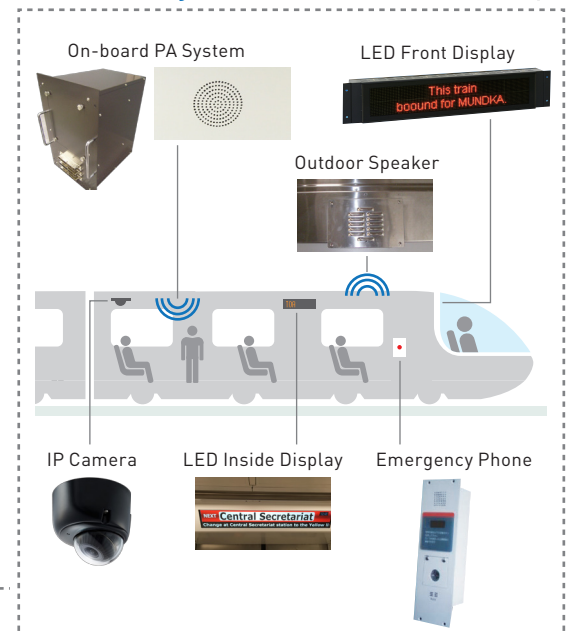 On-board PA System
LED Front Display
This train
boound for MUNDKA.
Outdoor Speaker
IP Camera
LED Inside Display
Emergency Phone
NEXT Central Secretariat
Change at Central Secretariat station to the Yellow